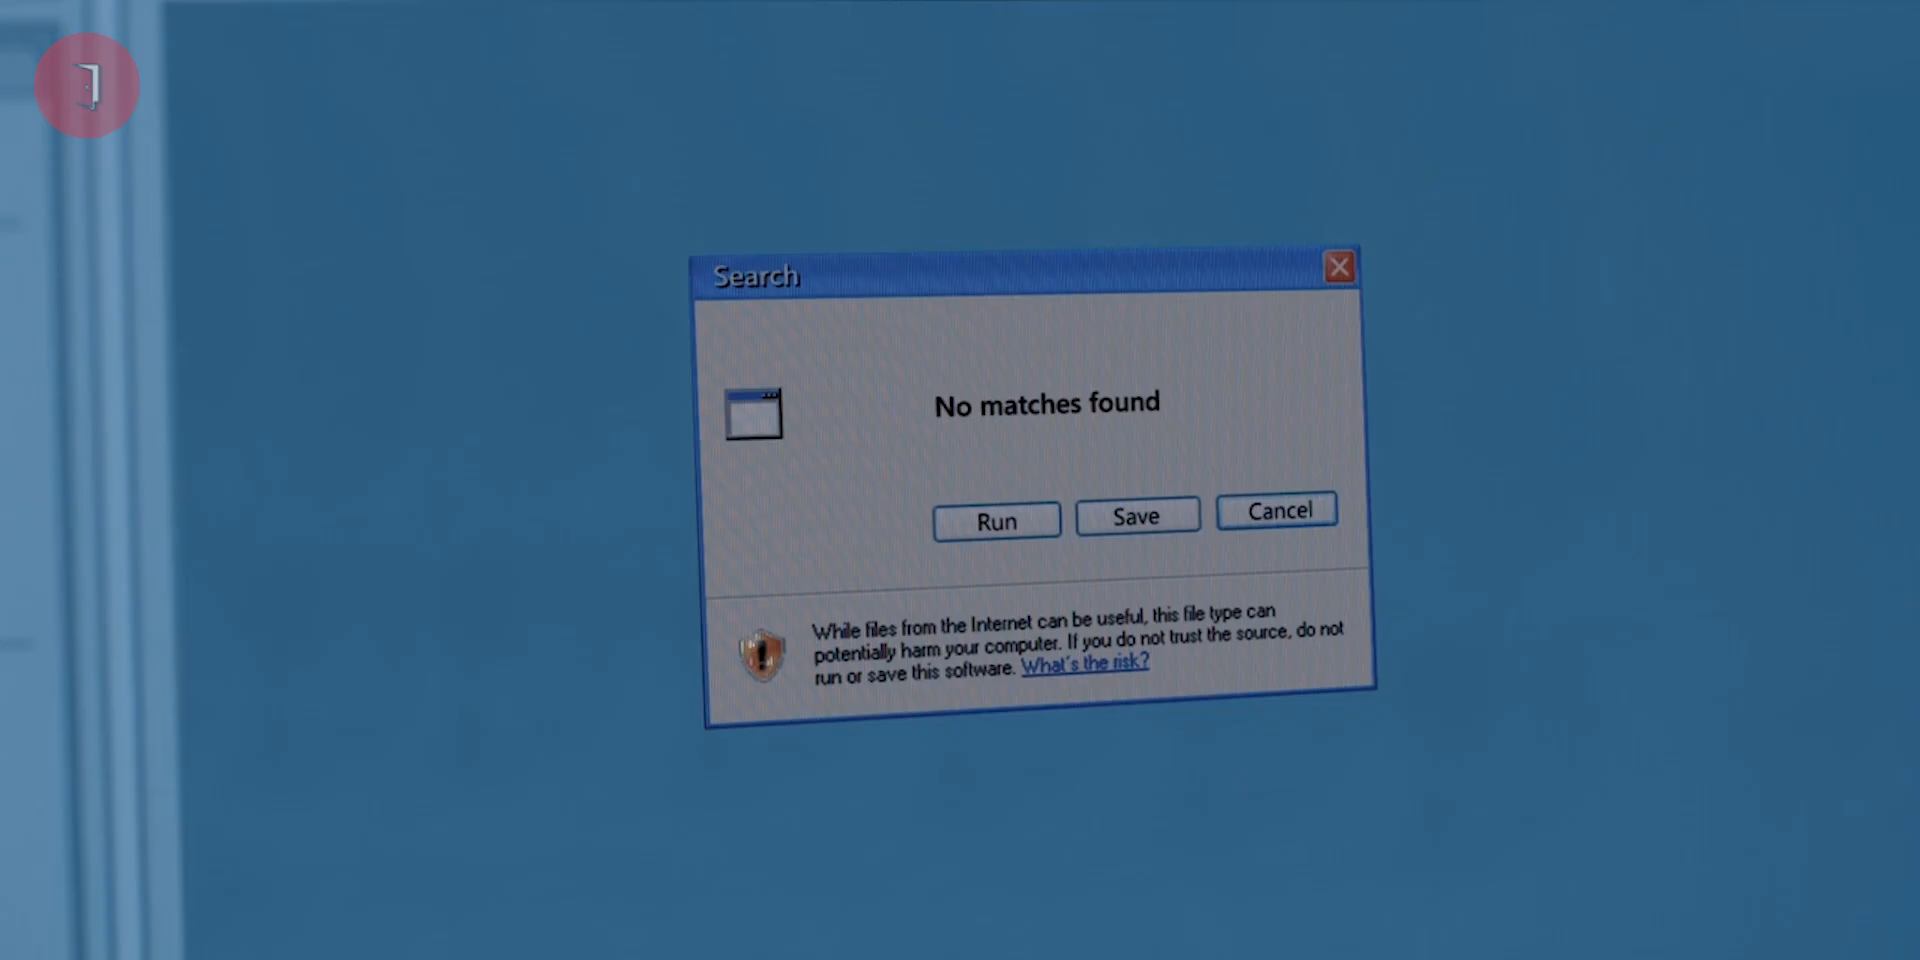 Search
No matches found
Run Save Cancel
While files from the Internet can be useful, this file type can
potentially harm your computer. If you do not trust the source, do not
run or save this software. What's the risk?